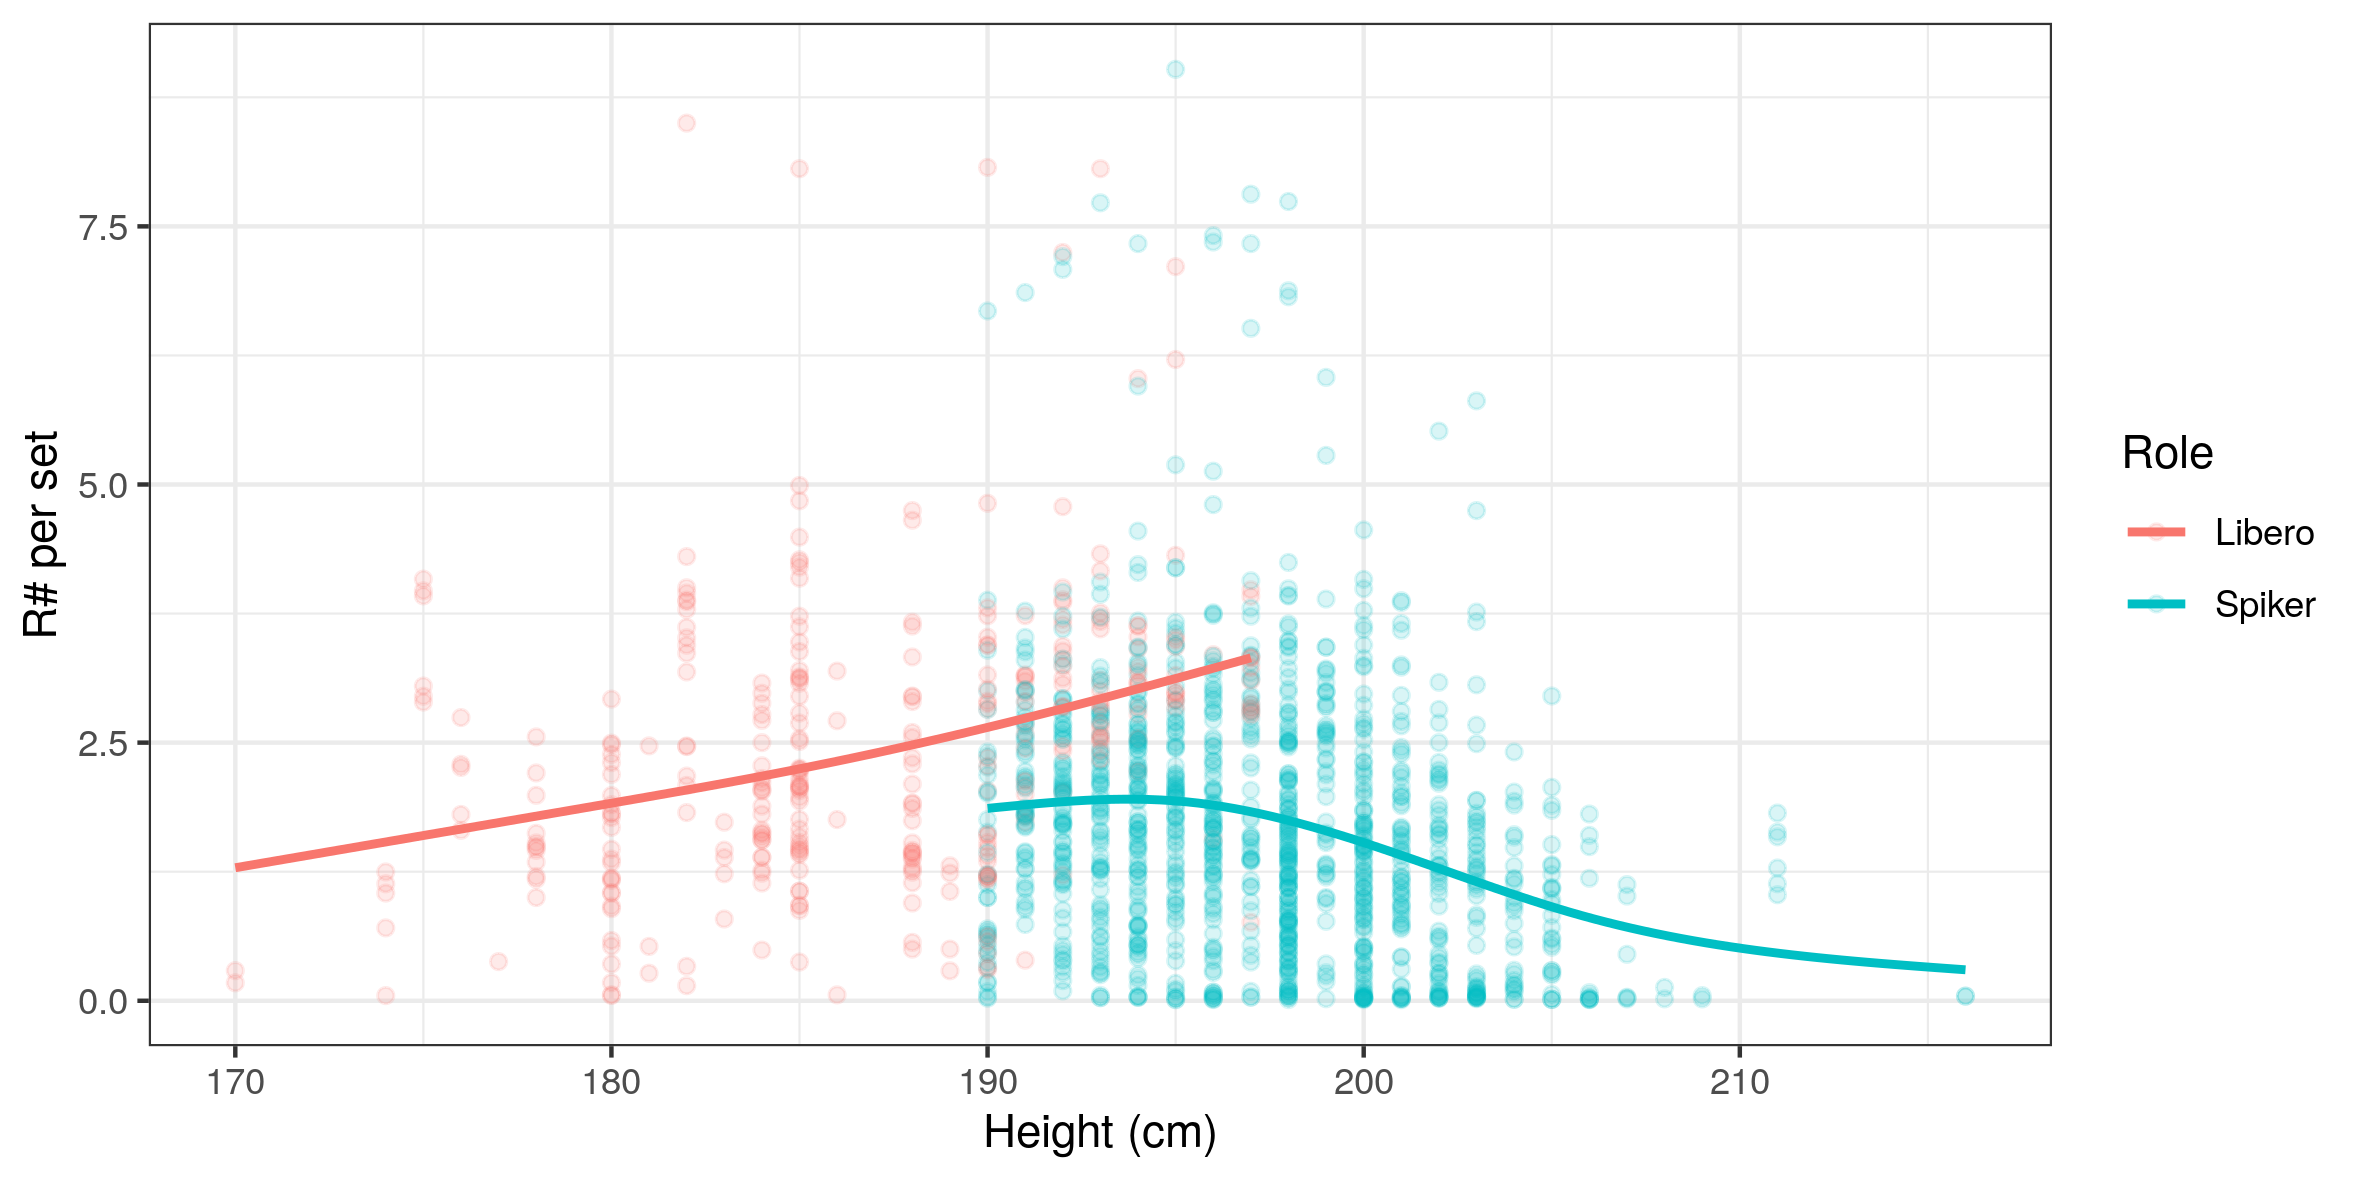 R# per set
7.5
5.0
2.5
0.0
170 180 190 200 210
Height (cm)
Role
Libero
Spiker